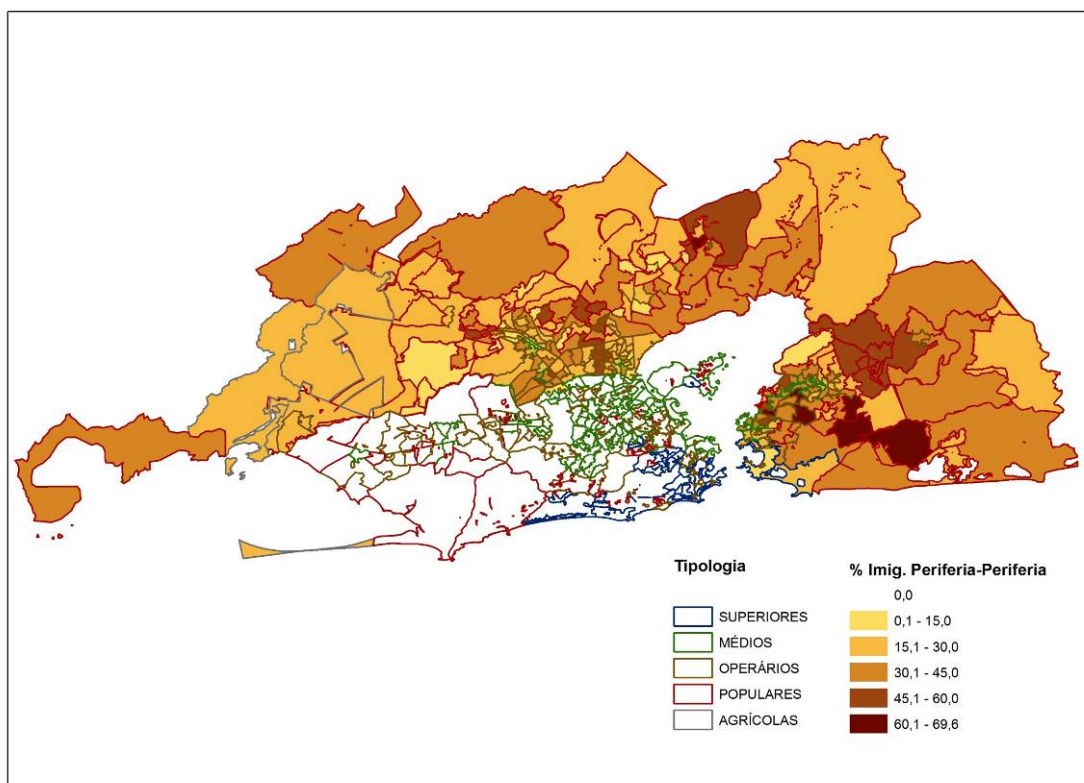 Tipologia
SUPERIORES
MÉDIOS
OPERÁRIOS
POPULARES
AGRÍCOLAS
% Imig. Periferia-Periferia
0,0
0,1 - 15,0
15,1 - 30,0
30,1 - 45,0
45,1 - 60,0
60,1 - 69,6